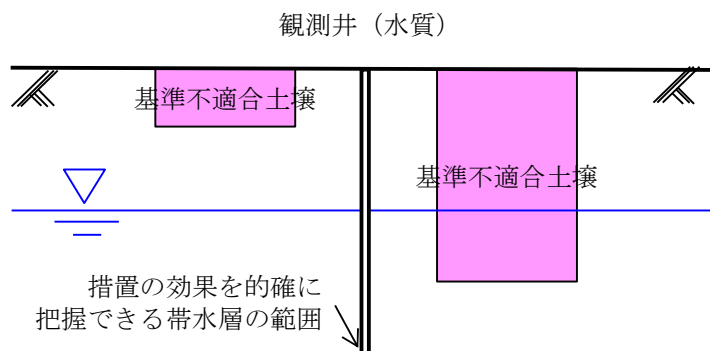 観測井（水質）
基準不適合土壌
基準不適合土壌
措置の効果を的確に
把握できる帯水層の範囲